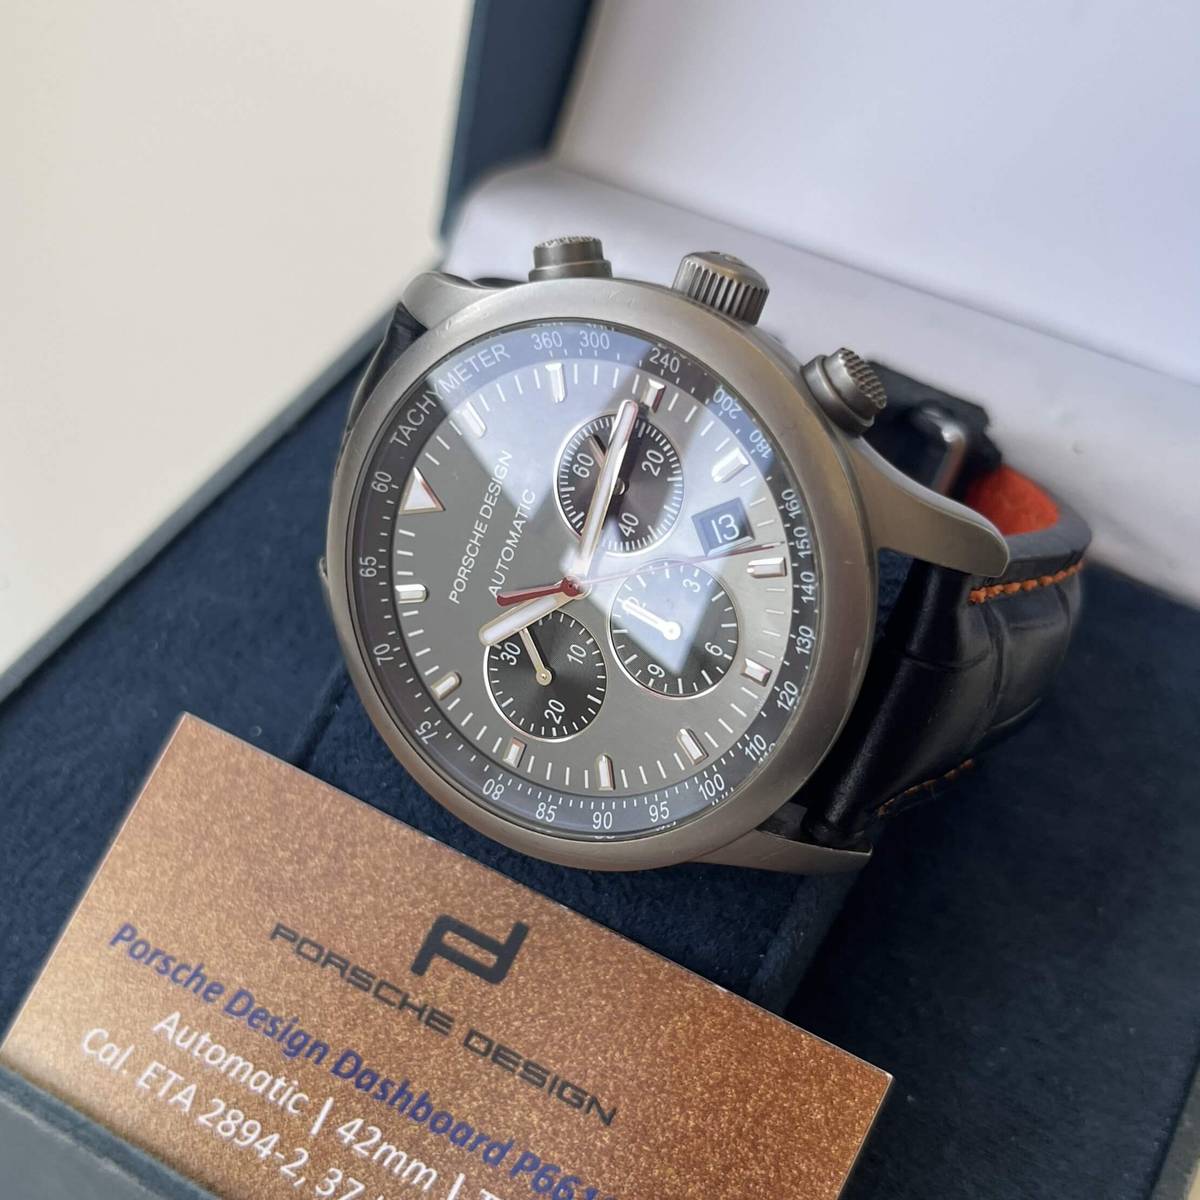 TACHYMETER
360 300 240 200 180 160 150 140 130 120 110 100 95 90 85 80 75 70 65 60
PORSCHE DESIGN
AUTOMATIC
60 20 40
13
3 6 9
30 10 20
PORSCHE DESIGN
Porsche Design Dashboard
Automatic | 42mm |
Cal. ETA 2894-2, 37